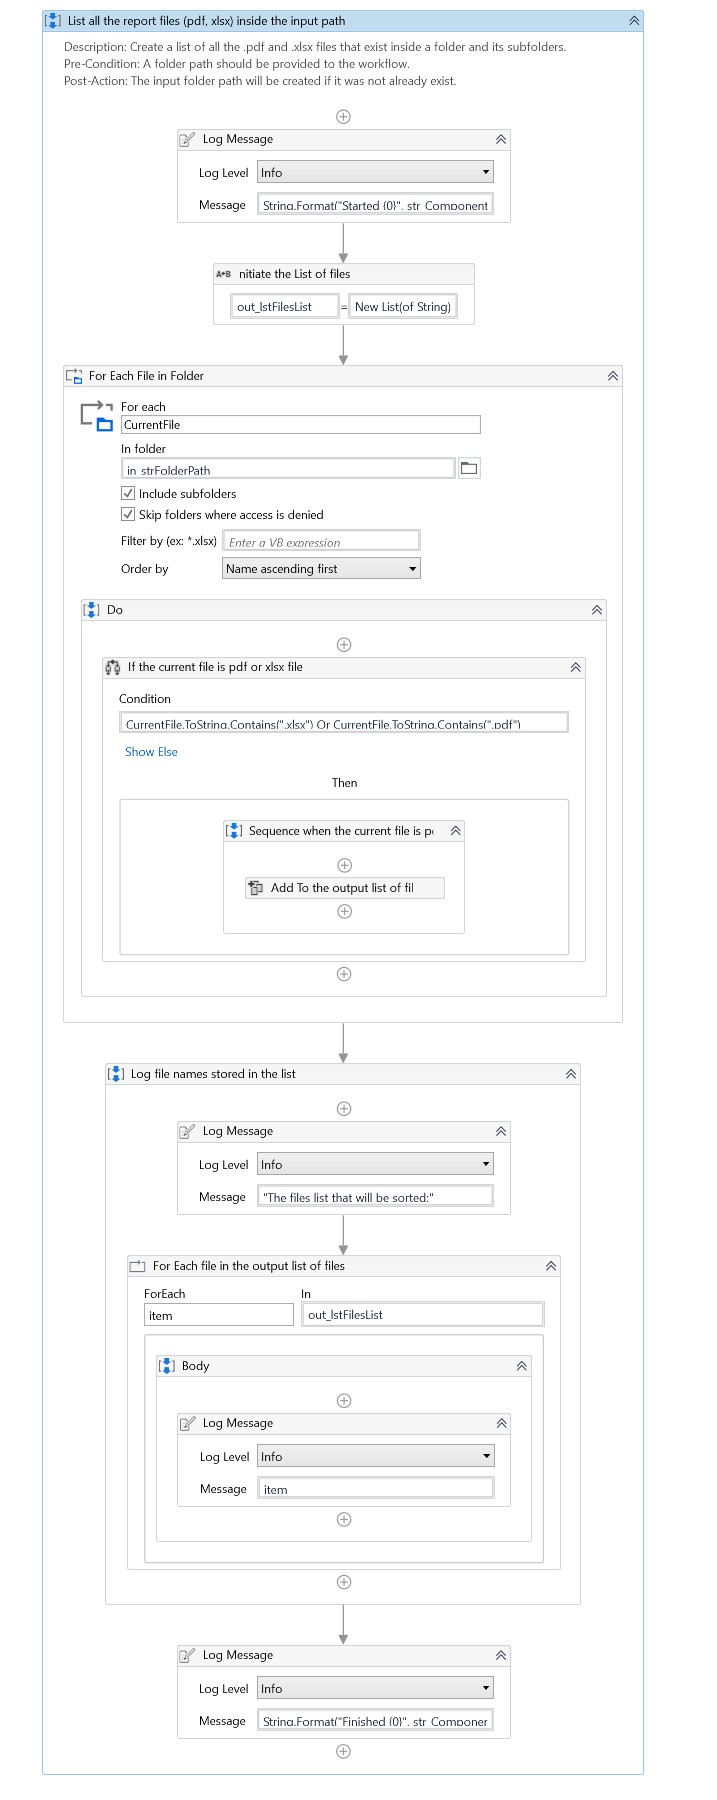 List all the report files (pdf, xlsx) inside the input path
Description: Create a list of all the .pdf and .xlsx files that exist inside a folder and its subfolders.
Pre-Condition: A folder path should be provided to the workflow.
Post-Action: The input folder path will be created if it was not already exist.
Log Message
Log Level Info
Message String.Format("Started {0}", str_Component
A+B nitiate the List of files
out_lstFilesList = New List(of String)
For Each File in Folder
For each
CurrentFile
In folder
in_strFolderPath
Include subfolders
Skip folders where access is denied
Filter by (ex: *.xlsx) Enter a VB expression
Order by Name ascending first
Do
If the current file is pdf or xlsx file
Condition
CurrentFile.ToString.Contains(".xlsx") Or CurrentFile.ToString.Contains(".pdf")
Show Else
Then
Sequence when the current file is p
Add To the output list of fil
Log file names stored in the list
Log Message
Log Level Info
Message "The files list that will be sorted:"
For Each file in the output list of files
ForEach In
item out_lstFilesList
Body
Log Message
Log Level Info
Message item
Log Message
Log Level Info
Message String.Format("Finished {0}", str_Componer